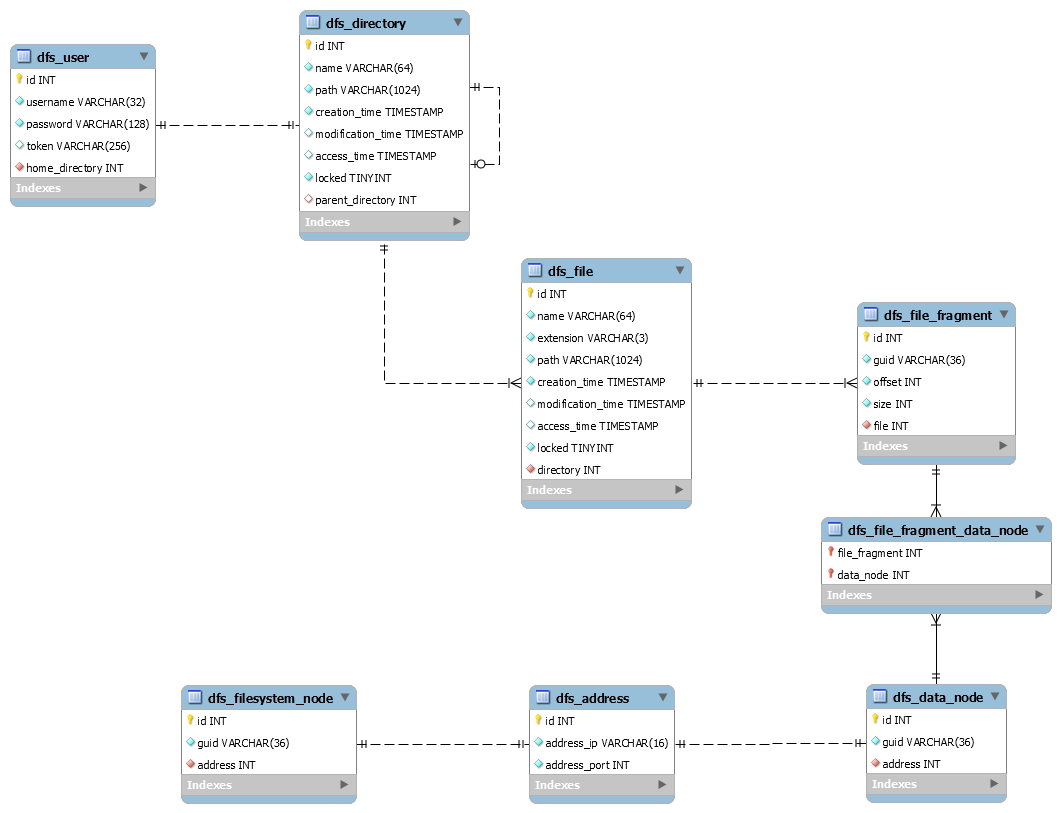 dfs_user
id INT
username VARCHAR(32)
password VARCHAR(128)
token VARCHAR(256)
home_directory INT
Indexes
dfs_directory
id INT
name VARCHAR(64)
path VARCHAR(1024)
creation_time TIMESTAMP
modification_time TIMESTAMP
access_time TIMESTAMP
locked TINYINT
parent_directory INT
Indexes
dfs_file
id INT
name VARCHAR(64)
extension VARCHAR(3)
path VARCHAR(1024)
creation_time TIMESTAMP
modification_time TIMESTAMP
access_time TIMESTAMP
locked TINYINT
directory INT
Indexes
dfs_file_fragment
id INT
guid VARCHAR(36)
offset INT
size INT
file INT
Indexes
dfs_file_fragment_data_node
file_fragment INT
data_node INT
Indexes
dfs_filesystem_node
id INT
guid VARCHAR(36)
address INT
Indexes
dfs_address
id INT
address_ip VARCHAR(16)
address_port INT
Indexes
dfs_data_node
id INT
guid VARCHAR(36)
address INT
Indexes